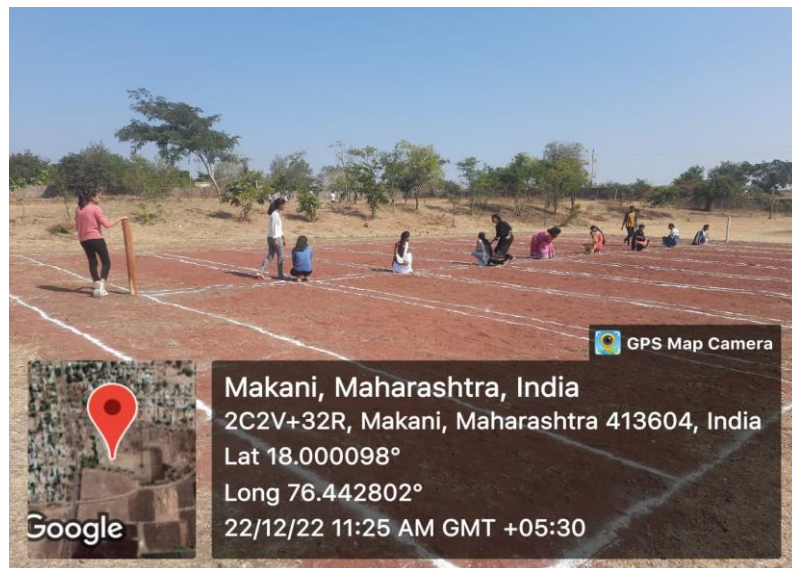 GPS Map Camera
Makani, Maharashtra, India
2C2V+32R, Makani, Maharashtra 413604, India
Lat 18.000098°
Long 76.442802°
22/12/22 11:25 AM GMT +05:30
Google